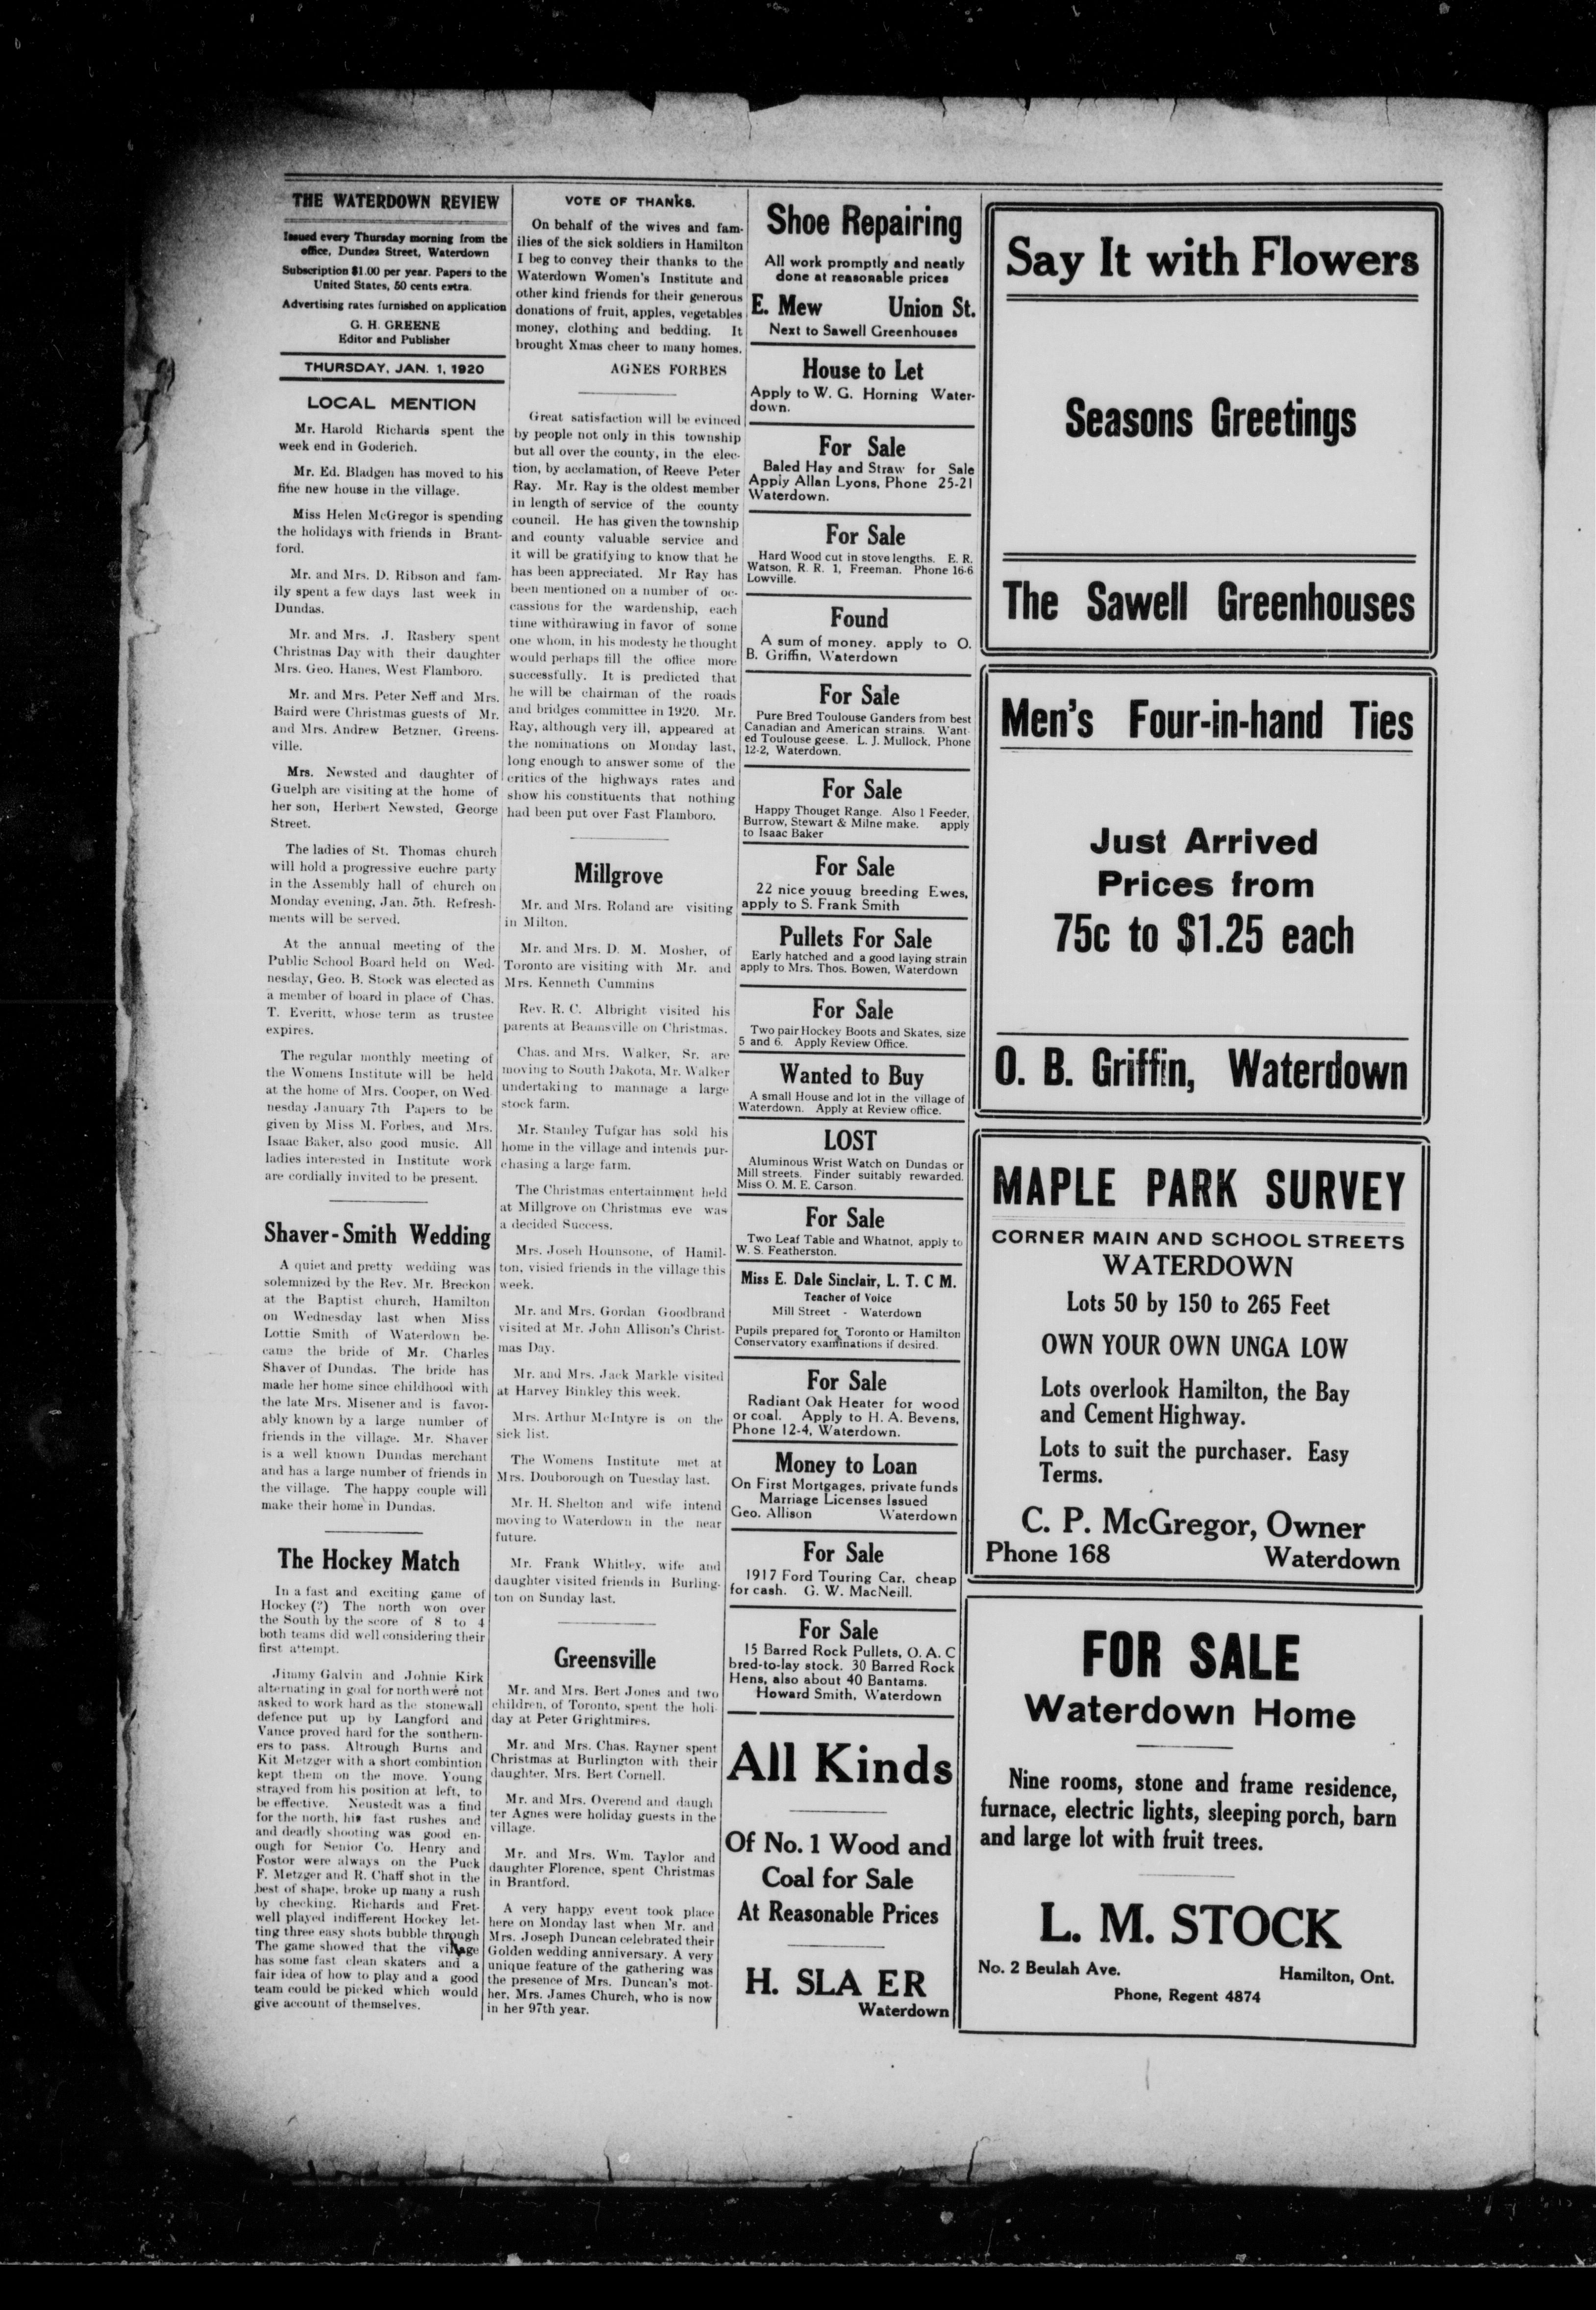 THE WATERDOWN REVIEW
Issued every Thursday morning from the
office, Dundas Street, Waterdown
Subscription $1.00 per year. Papers to the
United States, 50 cents extra.
Advertising rates furnished on application
G. H. GREENE
Editor and Publisher
THURSDAY, JAN. 1, 1920
LOCAL MENTION
Mr. Harold Richards spent the
week end in Goderich.
Mr. Ed. Bladgen has moved to his
fine new house in the village.
Miss Helen McGregor is spending
the holidays with friends in Brant-
ford.
Mr. and Mrs. D. Ribson and fam-
ily spent a few days last week in
Dundas.
Mr. and Mrs. J. Rasbery spent
Christnas Day with their daughter
Mrs. Geo. Hanes, West Flamboro.
Mr. and Mrs. Peter Neff and Mrs.
Baird were Christmas guests of Mr.
and Mrs. Andrew Betzner, Greens-
ville.
Mrs. Newsted and daughter of
Guelph are visiting at the home of
her son, Herbert Newsted, George
Street.
The ladies of St. Thomas church
will hold a progressive euchre party
in the Assembly hall of church on
Monday evening, Jan. 5th. Refresh-
ments will be served.
At the annual meeting of the
Public School Board held on Wed-
nesday, Geo. B. Stock was elected as
a member of board in place of Chas.
T. Everitt, whose term as trustee
expires.
The regular monthly meeting of
the Womens Institute will be held
at the home of Mrs. Cooper, on Wed
nesday January 7th Papers to be
given by Miss M. Forbes, and Mrs.
Isaac Baker, also good music. All
ladies interested in Institute work
are cordially invited to be present.
Shaver-Smith Wedding
A quiet and pretty wedding was
solemnized by the Rev. Mr. Breckon
at the Baptist church, Hamilton
on Wednesday last when Miss
Lottie Smith of Waterdown be-
came the bride of Mr. Charles
Shaver of Dundas. The bride has
made her home since childhood with
the late Mrs. Misener and is favor-
ably known by a large number of
friends in the village. Mr. Shaver
is a well known Dundas merchant
and has a large number of friends in
the village. The happy couple will
make their home in Dundas.
The Hockey Match
In a fast and exciting game of
Hockey (?) The north won over
the South by the score of 8 to 4
both teams did well considering their
first attempt.
Jimmy Galvin and Johnie Kirk
alternating in goal for north were not
asked to work hard as the stonewall
defence put up by Langford and
Vance proved hard for the southern-
ers to pass. Altrough Burns and
Kit Metzger with a short combintion
kept them on the move. Young
strayed from his position at left, to
be effective. Neustedt was a find
for the north, his fast rushes and
and deadly shooting was good en-
ough for Senior Co. Henry and
Fostor were always on the Puck
F. Metzger and R. Chaff shot in the
best of shape, broke up many a rush
by checking. Richards and Fret-
well played indifferent Hockey let-
ting three easy shots bubble through
The game showed that the village
has some fast clean skaters and a
fair idea of how to play and a good
team could be picked which would
give account of themselves.
VOTE OF THANKS.
On behalf of the wives and fam-
ilies of the sick soldiers in Hamilton
I beg to convey their thanks to the
Waterdown Women's Institute and
other kind friends for their generous
donations of fruit, apples, vegetables
money, clothing and bedding. It
brought Xmas cheer to many homes.
AGNES FORBES
Great satisfaction will be evinced
by people not only in this township
but all over the county, in the elec-
tion, by acclamation, of Reeve Peter
Ray. Mr. Ray is the oldest member
in length of service of the county
council. He has given the township
and county valuable service and
it will be gratifying to know that he
has been appreciated. Mr Ray has
been mentioned on a number of oc-
cassions for the wardenship, each
time withdrawing in favor of some
one whom, in his modesty he thought
would perhaps fill the office more
successfully. It is predicted that
he will be chairman of the roads
and bridges committee in 1920. Mr.
Ray, although very ill, appeared at
the nominations on Monday last,
long enough to answer some of the
critics of the highways rates and
show his constituents that nothing
had been put over Fast Flamboro.
Millgrove
Mr. and Mrs. Roland are visiting
in Milton.
Mr. and Mrs. D. M. Mosher, of
Toronto are visiting with Mr. and
Mrs. Kenneth Cummins
Rev. R. C. Albright visited his
parents at Beamsville on Christmas.
Chas. and Mrs. Walker, Sr. are
moving to South Dakota, Mr. Walker
undertaking to mannage a large
stock farm.
Mr. Stanley Tufgar has sold his
home in the village and intends pur-
chasing a large farm.
The Christmas entertainment held
at Millgrove on Christmas eve was
a decided Success.
Mrs. Joseh Hounsone, of Hamil-
ton, visied friends in the village this
week.
Mr. and Mrs. Gordan Goodbrand
visited at Mr. John Allison's Christ-
mas Day.
Mr. and Mrs. Jack Markle visited
at Harvey Binkley this week.
Mrs. Arthur McIntyre is on the
sick list.
The Womens Institute met at
Mrs. Douborough on Tuesday last.
Mr. H. Shelton and wife intend
moving to Waterdown in the near
future.
Mr. Frank Whitley, wife and
daughter visited friends in Burling-
ton on Sunday last.
Greensville
Mr. and Mrs. Bert Jones and two
children, of Toronto, spent the holi-
day at Peter Grightmires.
Mr. and Mrs. Chas. Rayner spent
Christmas at Burlington with their
daughter, Mrs. Bert Cornell.
Mr. and Mrs. Overend and daugh
ter Agnes were holiday guests in the
village.
Mr. and Mrs. Wm. Taylor and
daughter Florence, spent Christmas
in Brantford.
A very happy event took place
here on Monday last when Mr. and
Mrs. Joseph Duncan celebrated their
Golden wedding anniversary. A very
unique feature of the gathering was
the presence of Mrs. Duncan's mot-
her, Mrs. James Church, who is now
in her 97th year.
Shoe Repairing
All work promptly and neatly
done at reasonable prices
E. Mew Union St.
Next to Sawell Greenhouses
House to Let
Apply to W. G. Horning Water-
down.
For Sale
Baled Hay and Straw for Sale
Appiy Allan Lyons, Phone 25-21
Waterdown.
For Sale
Hard Wood cut in stove lengths. E. R.
Watson, R. R. 1, Freeman. Phone 16-6
Lowville.
Found
A sum of money. apply to O.
B. Griffin, Waterdown
For Sale
Pure Bred Toulouse Ganders from best
Canadian and American strains. Want-
ed Toulouse geese. L. J. Mullock, Phone
12-2, Waterdown.
For Sale
Happy Thouget Range. Also 1 Feeder,
Burrow, Stewart & Milne make. apply
to Isaac Baker
For Sale
22 nice youug breeding Ewes,
apply to S. Frank Smith
Pullets For Sale
Early hatched and a good laying strain
apply to Mrs. Thos. Bowen, Waterdown
For Sale
Two pair Hockey Boots and Skates, size
5 and 6. Apply Review Office.
Wanted to Buy
A small House and lot in the village of
Waterdown. Apply at Review office.
LOST
Aluminous Wrist Watch on Dundas or
Mill streets. Finder suitably rewarded.
Miss O. M. E. Carson.
For Sale
Two Leaf Table and Whatnot, apply to
W. S. Featherston.
Miss E. Dale Sinclair, L. T. C M.
Teacher of Voice
Mill Street - Waterdown
Pupils prepared for Toronto or Hamilton
Conservatory examinations if desired.
For Sale
Radiant Oak Heater for wood
or coal. Apply to H. A. Bevens,
Phone 12-4, Waterdown.
Money to Loan
On First Mortgages, private funds
Marriage Licenses Issued
Geo. Allison Waterdown
For Sale
1917 Ford Touring Car, cheap
for cash. G. W. MacNeill.
For Sale
15 Barred Rock Pullets, O. A. C
bred-to-lay stock. 30 Barred Rock
Hens, also about 40 Bantams.
Howard Smith, Waterdown
All Kinds
Of No. 1 Wood and
Coal for Sale
At Reasonable Prices
H. SLA ER
Waterdown
Say It with Flowers
Seasons Greetings
The Sawell Greenhouses
Men's Four-in-hand Ties
Just Arrived
Prices from
75c to $1.25 each
O. B. Griffin, Waterdown
MAPLE PARK SURVEY
CORNER MAIN AND SCHOOL STREETS
WATERDOWN
Lots 50 by 150 to 265 Feet
OWN YOUR OWN UNGA LOW
Lots overlook Hamilton, the Bay
and Cement Highway.
Lots to suit the purchaser. Easy
Terms.
C. P. McGregor, Owner
Phone 168 Waterdown
FOR SALE
Waterdown Home
Nine rooms, stone and frame residence,
furnace, electric lights, sleeping porch, barn
and large lot with fruit trees.
L. M. STOCK
No. 2 Beulah Ave. Hamilton, Ont.
Phone, Regent 4874